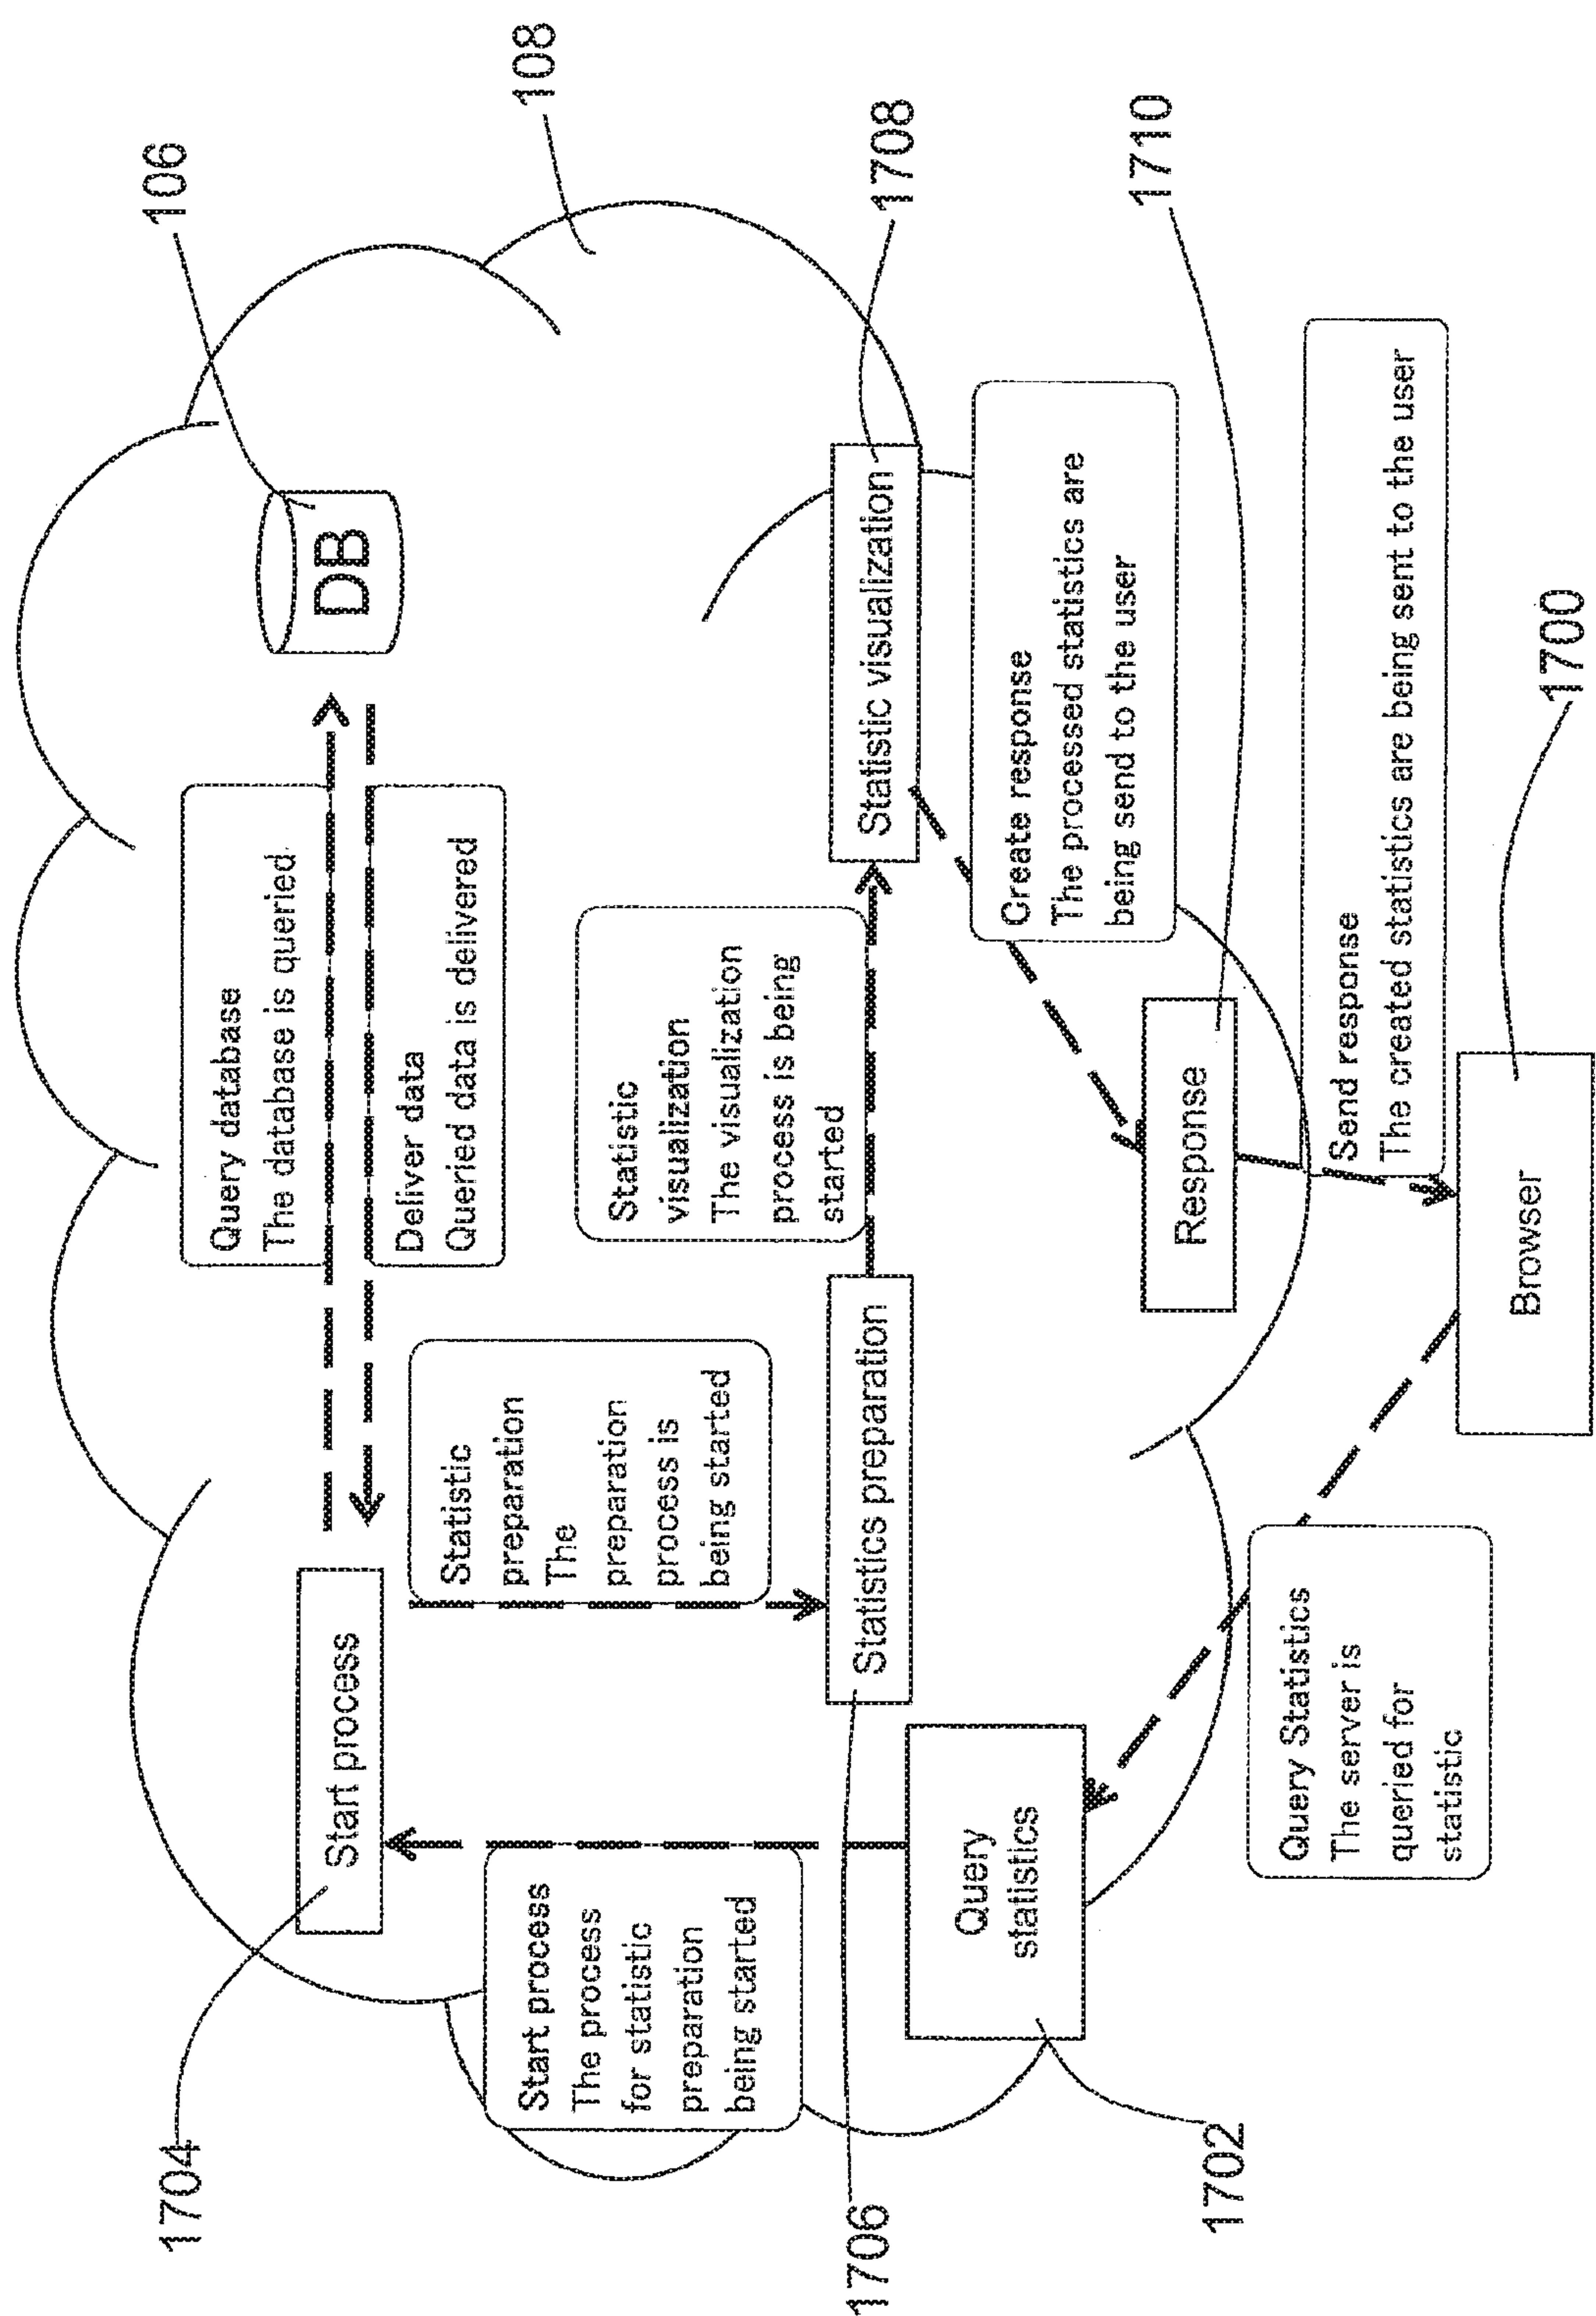 106
108
DB
Query database
The database is queried
Deliver data
Queried data is delivered
Start process
1704
Start process
The process
for statistic
preparation
being started
Statistic
preparation
The
preparation
process is
being started
Statistic
visualization
The visualization
process is being
started
Statistics preparation
1706
Statistic visualization
1708
Query
statistics
1702
Create response
The processed statistics are
being send to the user
Response
1710
Query Statistics
The server is
queried for
statistic
Send response
The created statistics are being sent to the user
Browser
1700